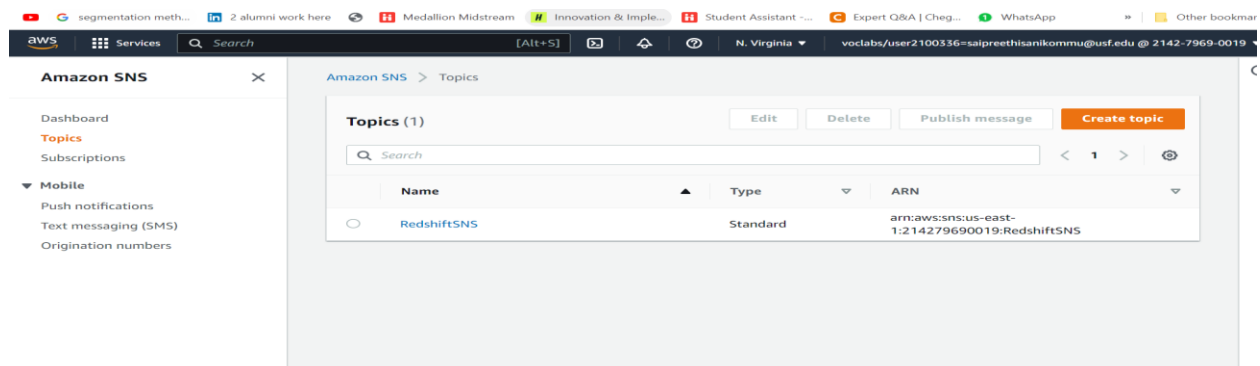 segmentation meth... 2 alumni work here Medallion Midstream Innovation & Imple... Student Assistant -... Expert Q&A | Cheg... WhatsApp » Other bookmar
aws Services Search [Alt+S] N. Virginia voclabs/user2100336=saipreethisanikommu@usf.edu @ 2142-7969-0019
Amazon SNS
Dashboard
Topics
Subscriptions
Mobile
Push notifications
Text messaging (SMS)
Origination numbers
Amazon SNS > Topics
Topics (1) Edit Delete Publish message Create topic
Search < 1 >
Name Type ARN
RedshiftSNS Standard arn:aws:sns:us-east-
1:214279690019:RedshiftSNS